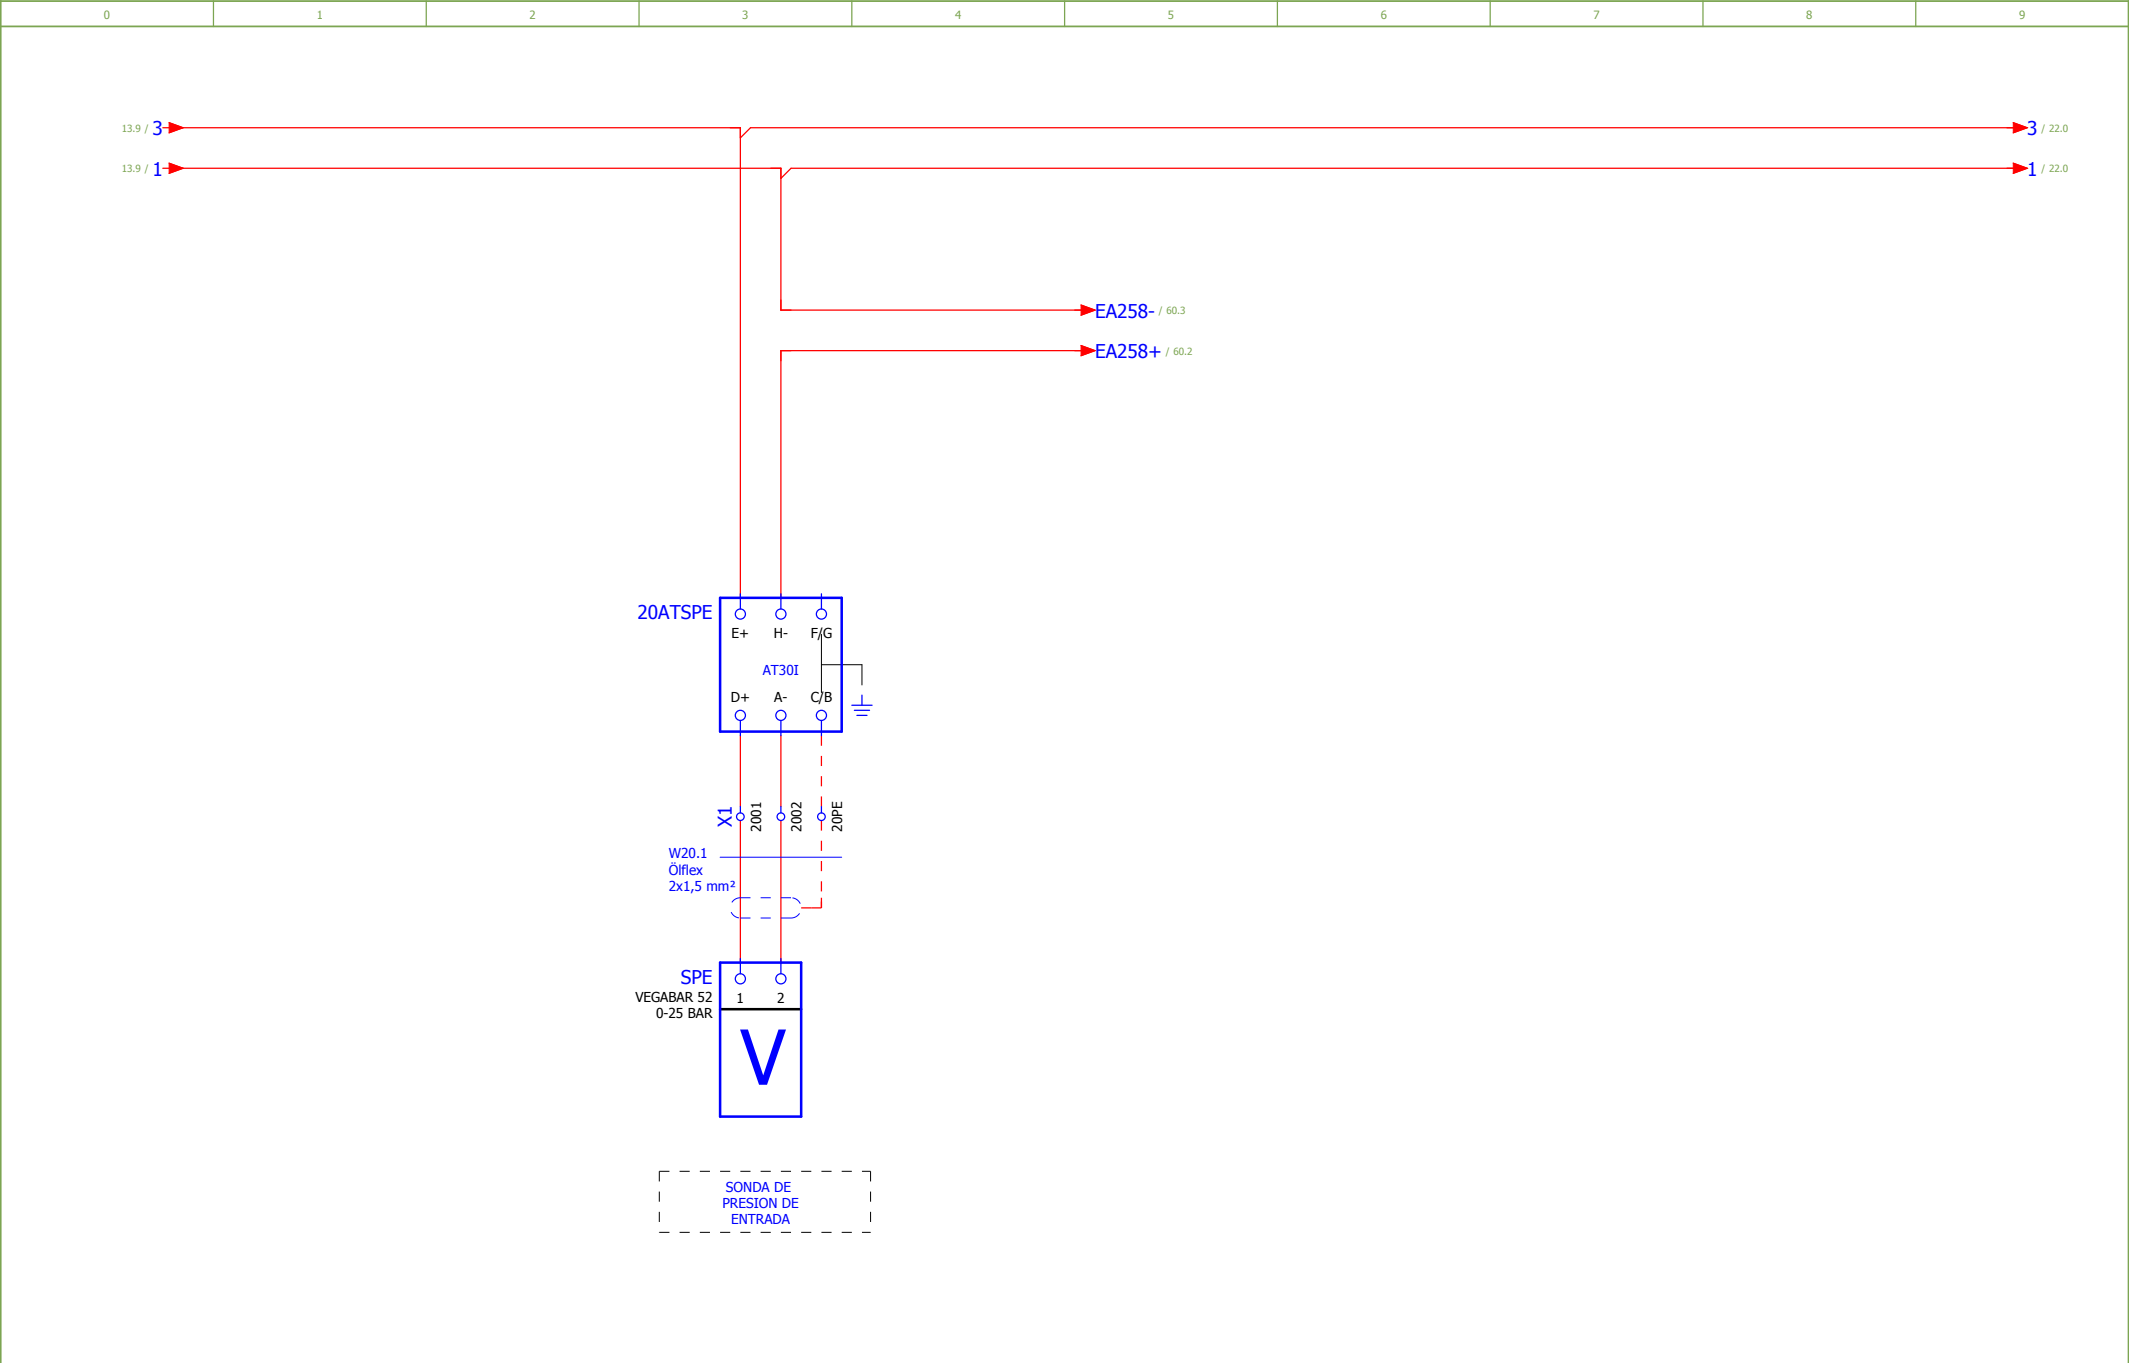 0 1 2 3 4 5 6 7 8 9
13.9 / 3
3 / 22.0
13.9 / 1
1 / 22.0
EA258- / 60.3
EA258+ / 60.2
20ATSPE
E+ H- F/G
AT30I
D+ A- C/B
X1 2001 2002 20PE
W20.1
Ölflex
2x1,5 mm²
SPE
VEGABAR 52
0-25 BAR
1 2
V
SONDA DE
PRESION DE
ENTRADA